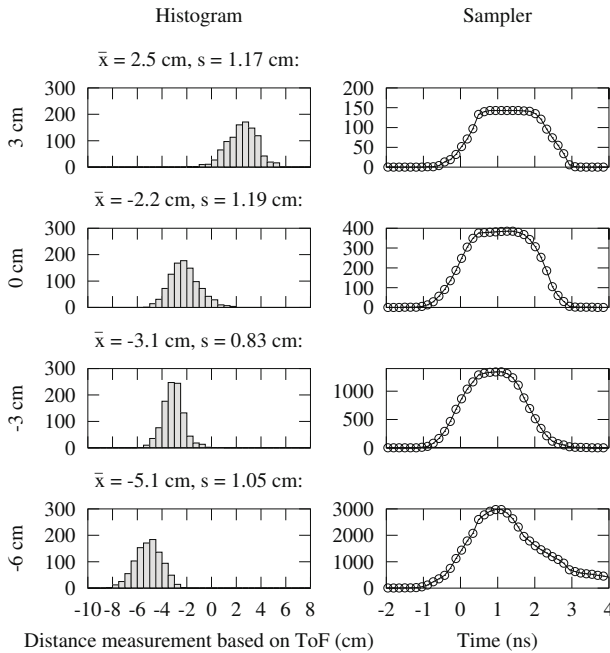 Histogram Sampler
x̄ = 2.5 cm, s = 1.17 cm:
3 cm
300
200
100
0
200
150
100
50
0
x̄ = -2.2 cm, s = 1.19 cm:
0 cm
300
200
100
0
400
300
200
100
0
x̄ = -3.1 cm, s = 0.83 cm:
-3 cm
300
200
100
0
1000
500
0
x̄ = -5.1 cm, s = 1.05 cm:
-6 cm
300
200
100
0
3000
2000
1000
0
-10 -8 -6 -4 -2 0 2 4 6 8
-2 -1 0 1 2 3 4
Distance measurement based on ToF (cm) Time (ns)